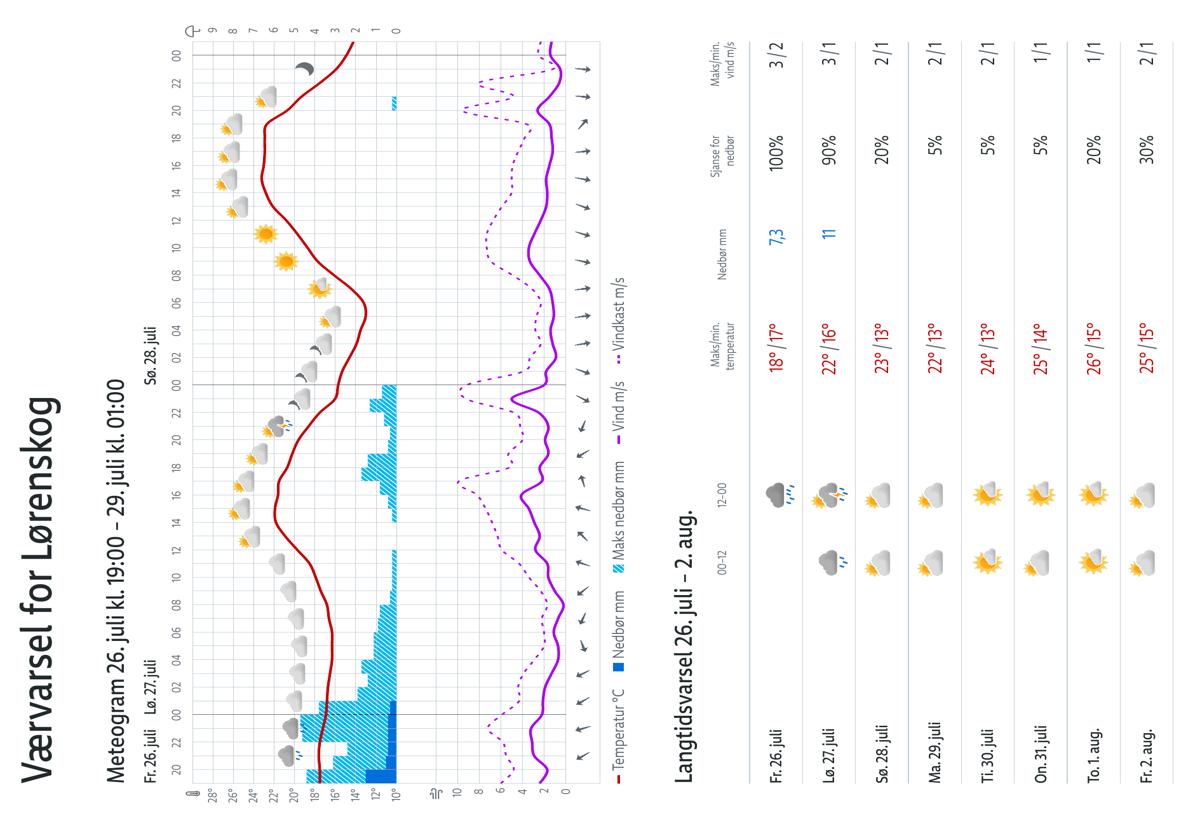 Værvarsel for Lørenskog
Meteogram 26. juli kl. 19:00 – 29. juli kl. 01:00
Fr. 26. juli Lø. 27. juli Sø. 28. juli
20 22 00 02 04 06 08 10 12 14 16 18 20 22 00 02 04 06 08 10 12 14 16 18 20 22 00
28° 9
26° 8
24° 7
22° 6
20° 5
18° 4
16° 3
14° 2
12° 1
10° 0
10
8
6
4
2
0
Temperatur °C Nedbør mm Maks nedbør mm Vind m/s Vindkast m/s
Langtidsvarsel 26. juli – 2. aug.
00-12 12-00 Maks/min. temperatur Nedbør mm Sjanse for nedbør Maks/min. vind m/s
Fr. 26. juli 18° / 17° 7,3 100% 3 / 2
Lø. 27. juli 22° / 16° 11 90% 3 / 1
Sø. 28. juli 23° / 13° 20% 2 / 1
Ma. 29. juli 22° / 13° 5% 2 / 1
Ti. 30. juli 24° / 13° 5% 2 / 1
On. 31. juli 25° / 14° 5% 1 / 1
To. 1. aug. 26° / 15° 20% 1 / 1
Fr. 2. aug. 25° / 15° 30% 2 / 1